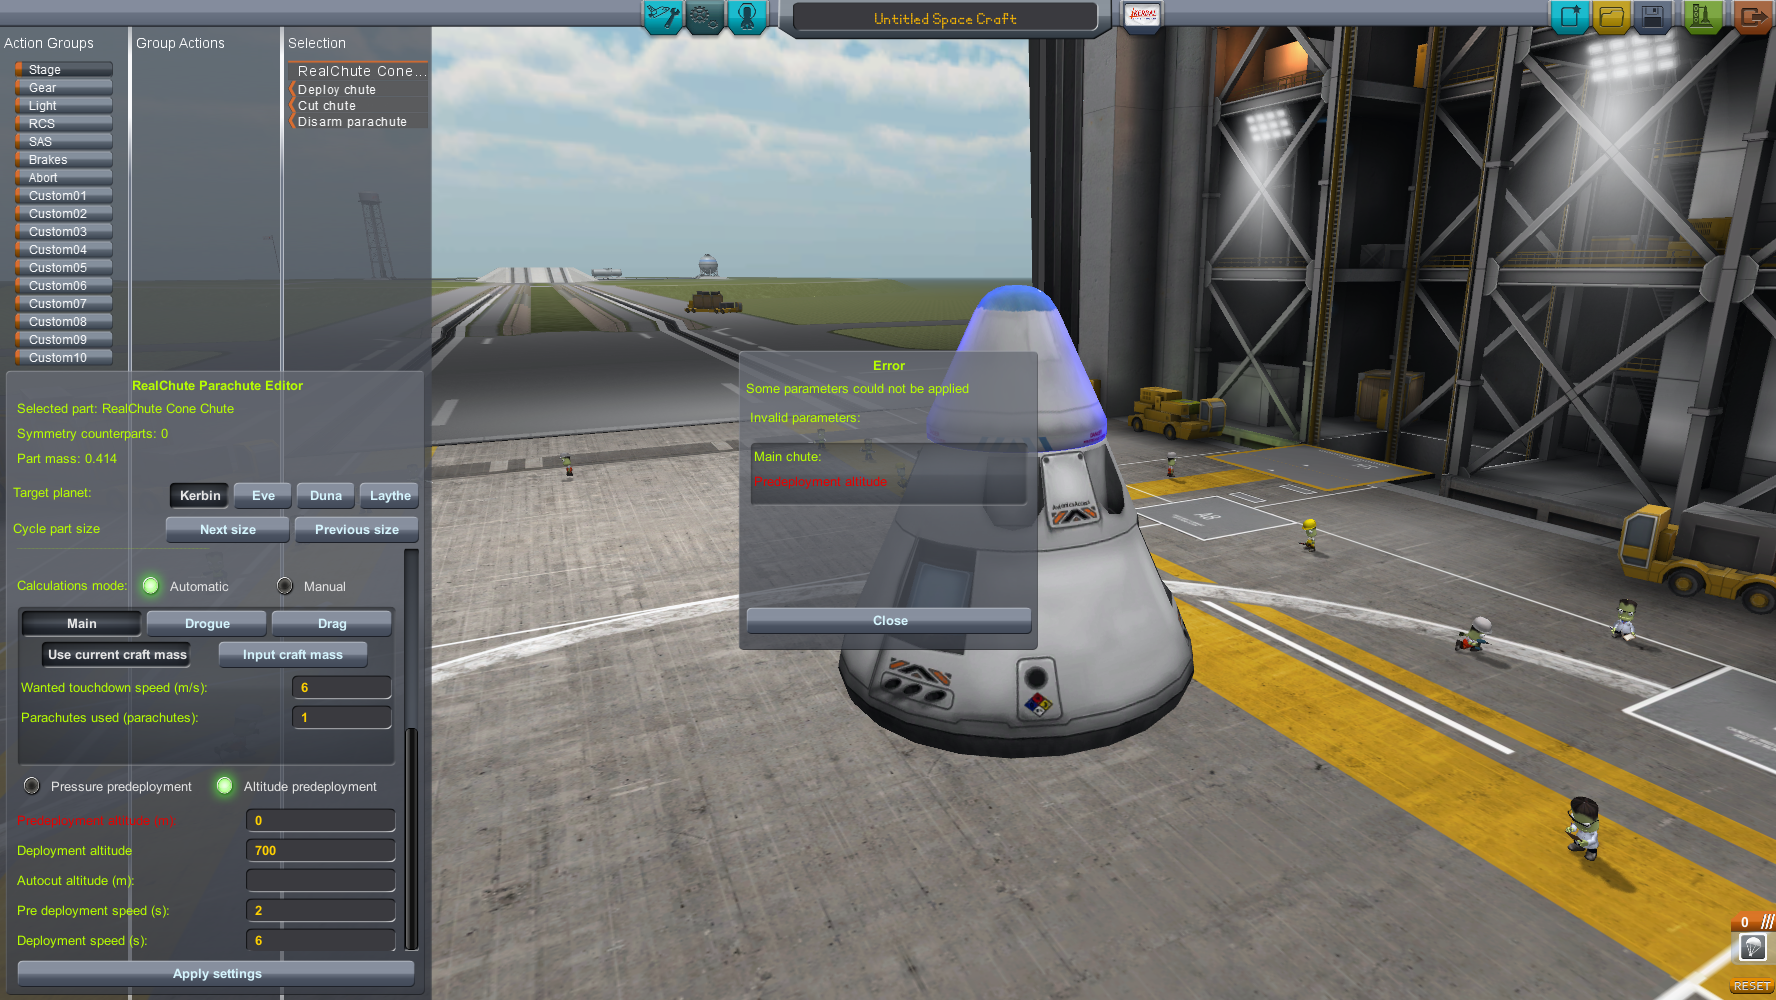 Untitled Space Craft
Action Groups
Group Actions
Selection
Stage
Gear
Light
RCS
SAS
Brakes
Abort
Custom01
Custom02
Custom03
Custom04
Custom05
Custom06
Custom07
Custom08
Custom09
Custom10
RealChute Cone...
Deploy chute
Cut chute
Disarm parachute
RealChute Parachute Editor
Selected part: RealChute Cone Chute
Symmetry counterparts: 0
Part mass: 0.414
Target planet:
Kerbin
Eve
Duna
Laythe
Cycle part size
Next size
Previous size
Calculations mode:
Automatic
Manual
Main
Drogue
Drag
Use current craft mass
Input craft mass
Wanted touchdown speed (m/s):
6
Parachutes used (parachutes):
1
Pressure predeployment
Altitude predeployment
Predeployment altitude (m):
0
Deployment altitude
700
Autocut altitude (m):
Pre deployment speed (s):
2
Deployment speed (s):
6
Apply settings
Error
Some parameters could not be applied
Invalid parameters:
Main chute:
Predeployment altitude
Close
0
RESET